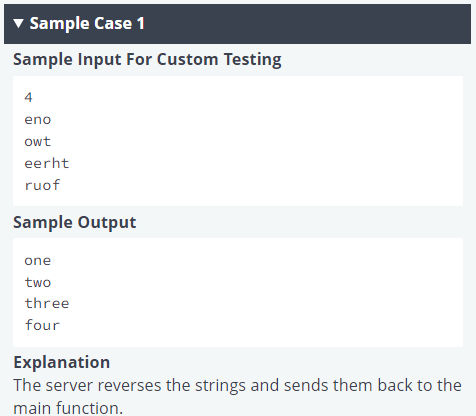 ▼ Sample Case 1
Sample Input For Custom Testing
4
eno
owt
eerht
ruof
Sample Output
one
two
three
four
Explanation
The server reverses the strings and sends them back to the
main function.